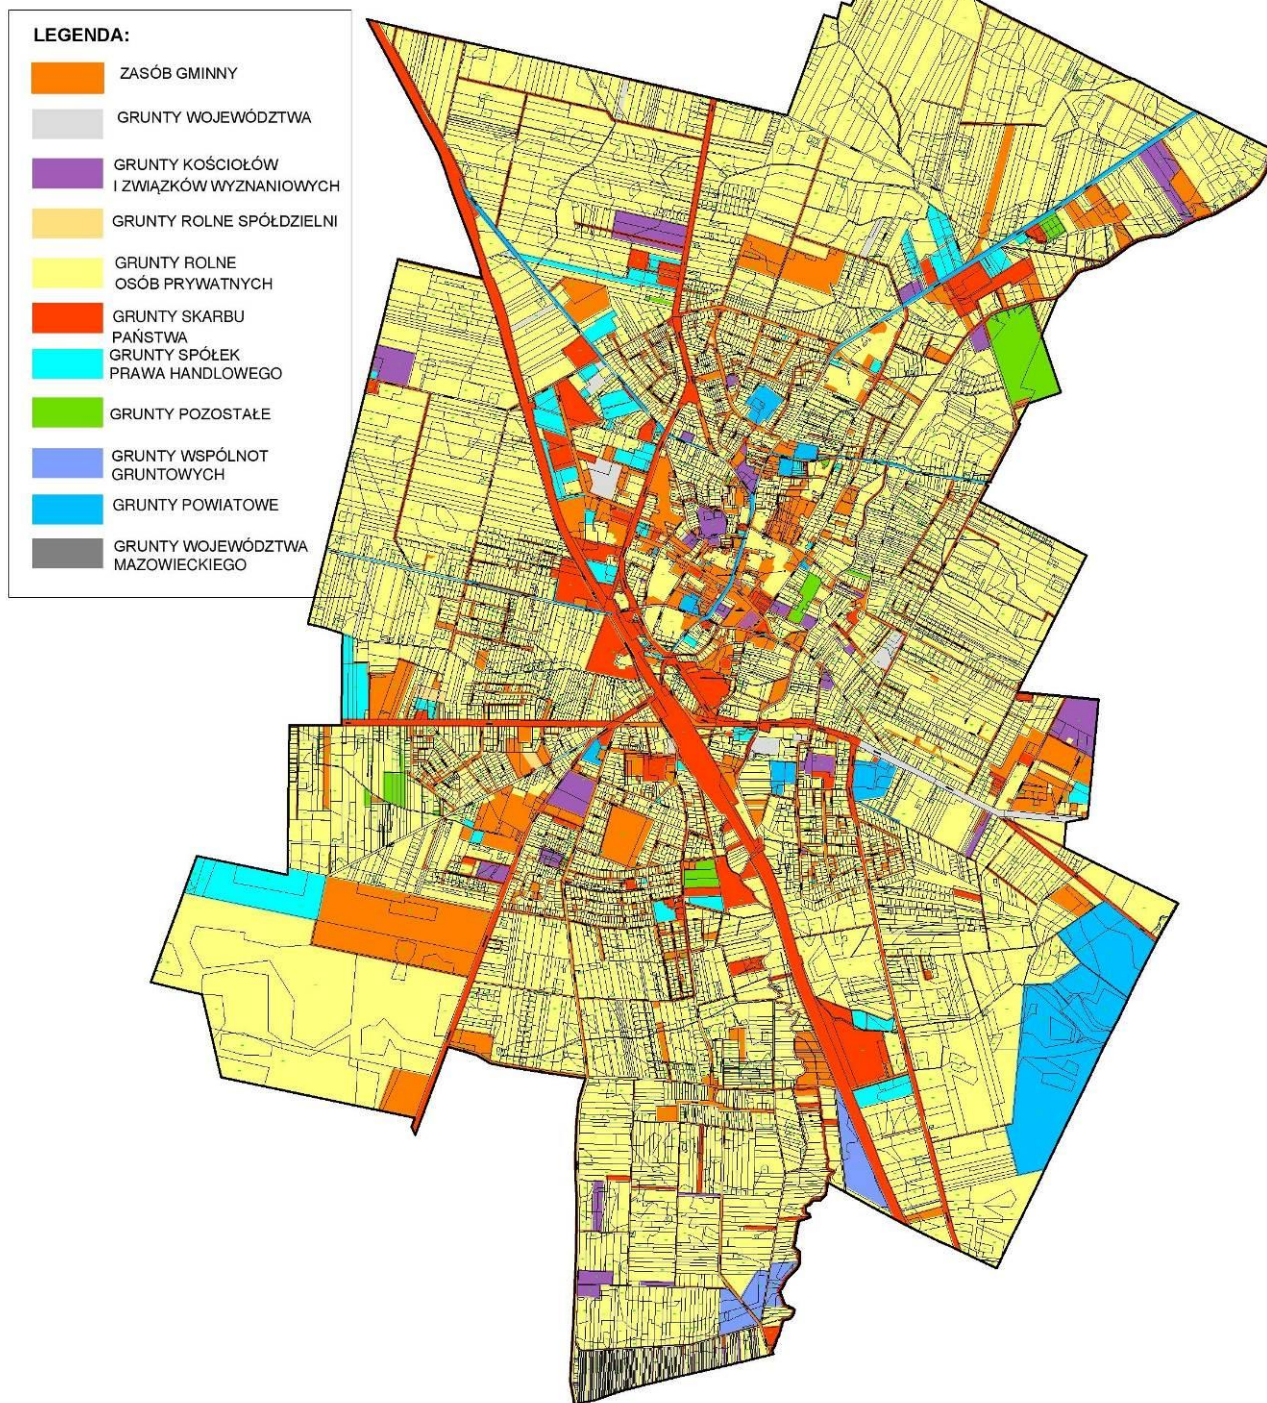 LEGENDA:
ZASÓB GMINNY
GRUNTY WOJEWÓDZTWA
GRUNTY KOŚCIOŁÓW
I ZWIĄZKÓW WYZNANIOWYCH
GRUNTY ROLNE SPÓŁDZIELNI
GRUNTY ROLNE
OSÓB PRYWATNYCH
GRUNTY SKARBU
PAŃSTWA
GRUNTY SPÓŁEK
PRAWA HANDLOWEGO
GRUNTY POZOSTAŁE
GRUNTY WSPÓLNOT
GRUNTOWYCH
GRUNTY POWIATOWE
GRUNTY WOJEWÓDZTWA
MAZOWIECKIEGO